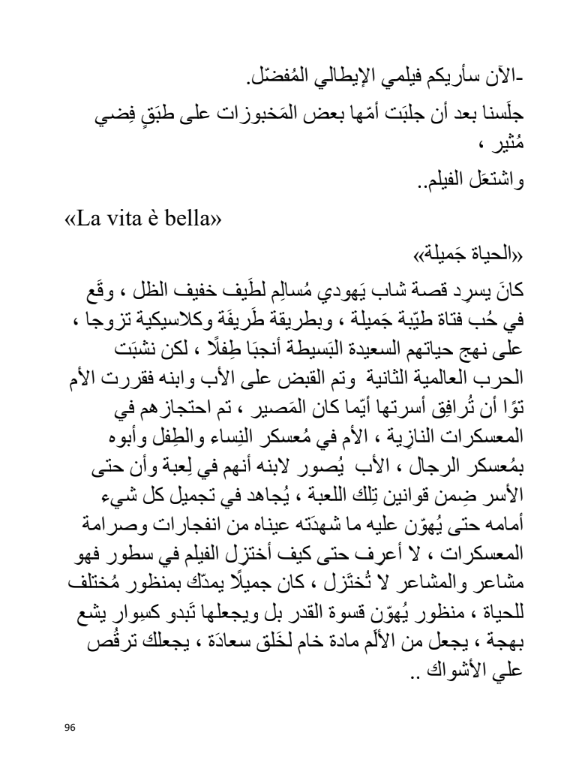 -الآن سأريكم فيلمي الإيطالي المُفضّل.
جلَسنا بعد أن جلبَت أمّها بعض المَخبوزات على طبَقٍ فِضي
مُثير ،
واشتعَل الفيلم..
«La vita è bella»
«الحياة جَميلة»
كانَ يسرِد قصة شاب يَهودي مُسالِم لطَيف خفيف الظل ، وقَع
في حُب فتاة طيّبة جَميلة ، وبطريقة طَريفَة وكلاسيكية تزوجا ،
على نهج حياتهم السعيدة البَسيطة أنجبَا طِفلًا ، لكن نشبَت
الحرب العالمية الثانية وتم القبض على الأب وابنه فقررت الأم
توًا أن تُرافِق أسرتها أيّما كان المَصير ، تم احتجازهم في
المعسكرات النازِية ، الأم في مُعسكر النِساء والطِفل وأبوه
بمُعسكر الرجال ، الأب يُصور لابنه أنهم في لِعبة وأن حتى
الأسر ضِمن قوانين تِلك اللعبة ، يُجاهد في تجميل كل شيء
أمامه حتى يُهوّن عليه ما شهدَته عيناه من انفجارات وصرامة
المعسكرات ، لا أعرِف حتى كيف أختزِل الفيلم في سطور فهو
مشاعر والمشاعر لا تُختَزل ، كان جميلًا يمدّك بمنظور مُختلف
للحياة ، منظور يُهوّن قسوة القدر بل ويجعلها تَبدو كسِوار يشع
بهجة ، يجعل من الألَم مادة خام لخَلق سعادَة ، يجعلك ترقُص
علي الأشواك ..
96